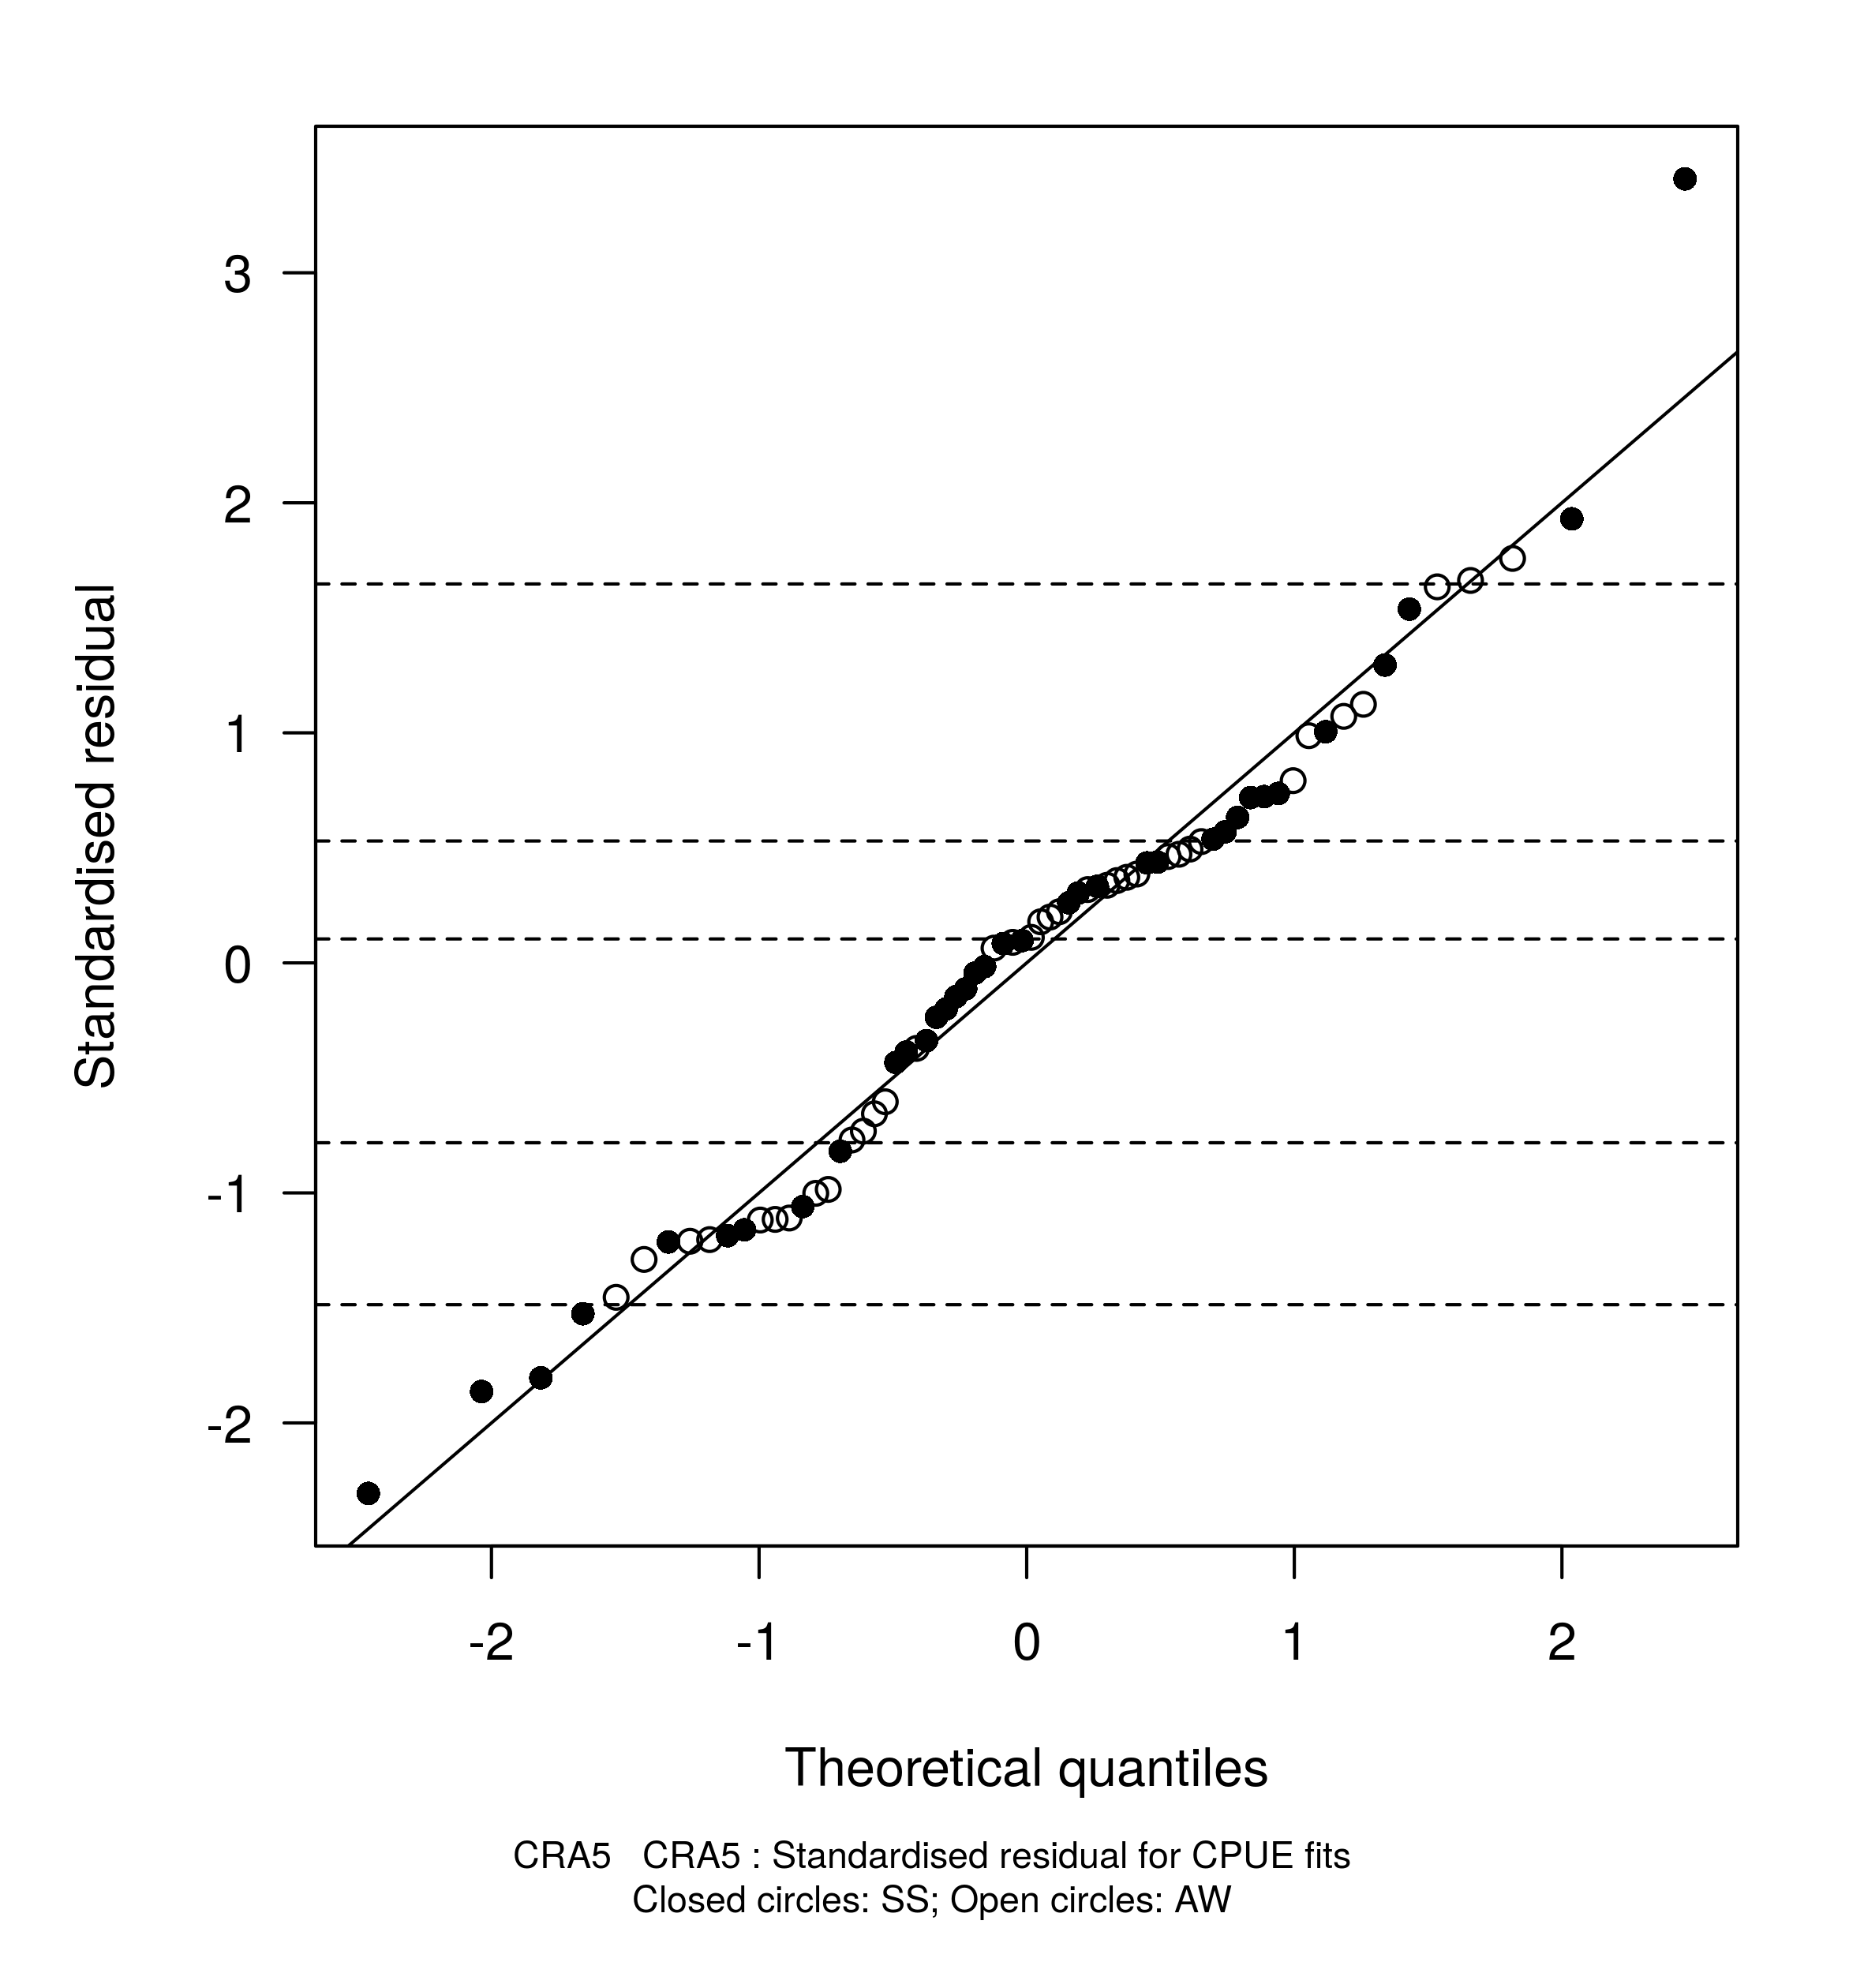 3
2
1
0
-1
-2
Standardised residual
-2 -1 0 1 2
Theoretical quantiles
CRA5 CRA5 : Standardised residual for CPUE fits
Closed circles: SS; Open circles: AW